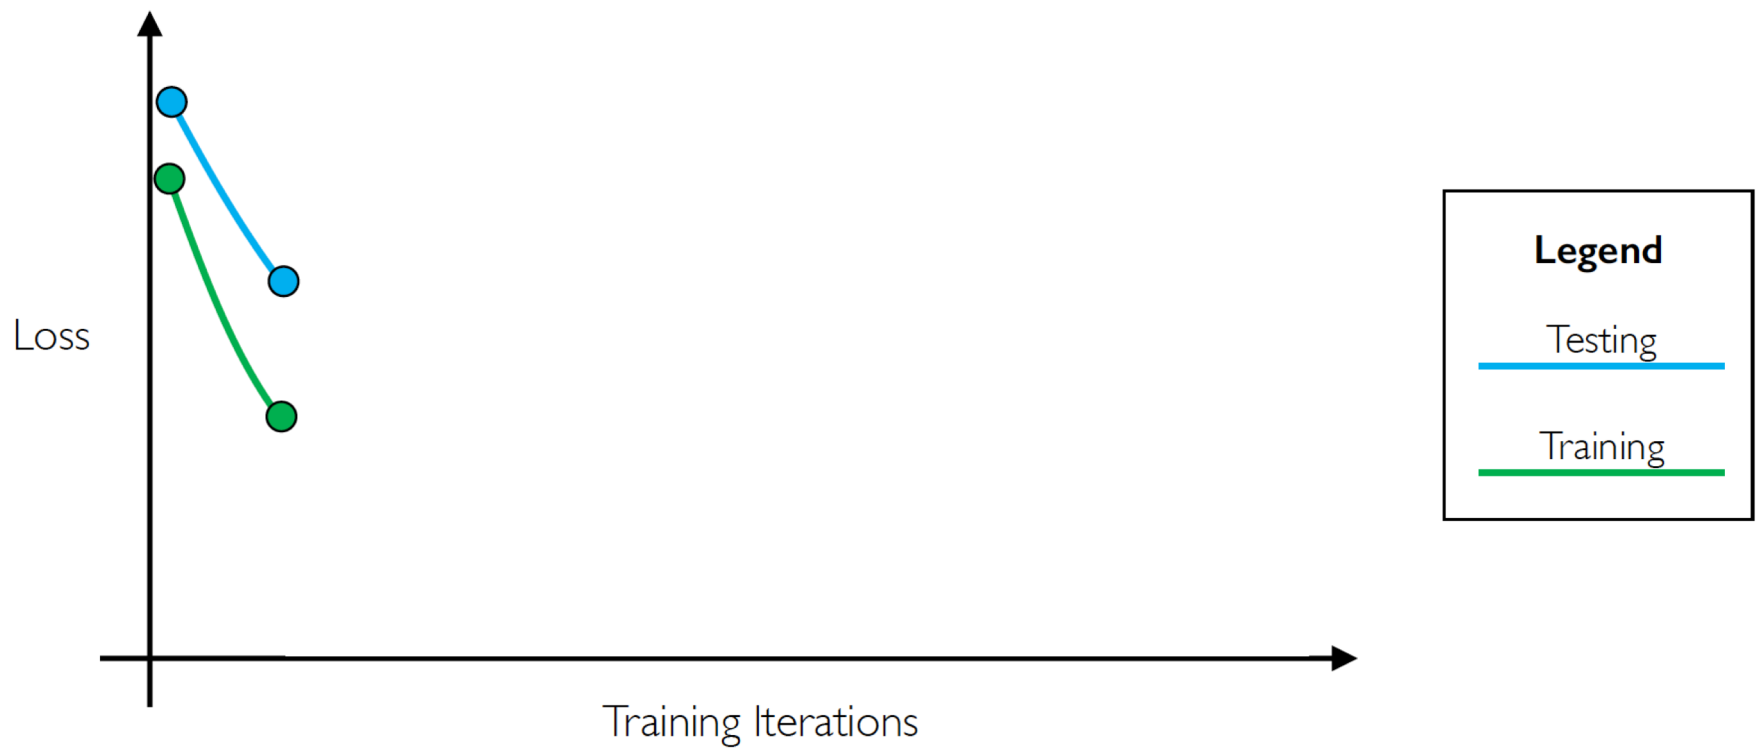 Loss
Training Iterations
Legend
Testing
Training